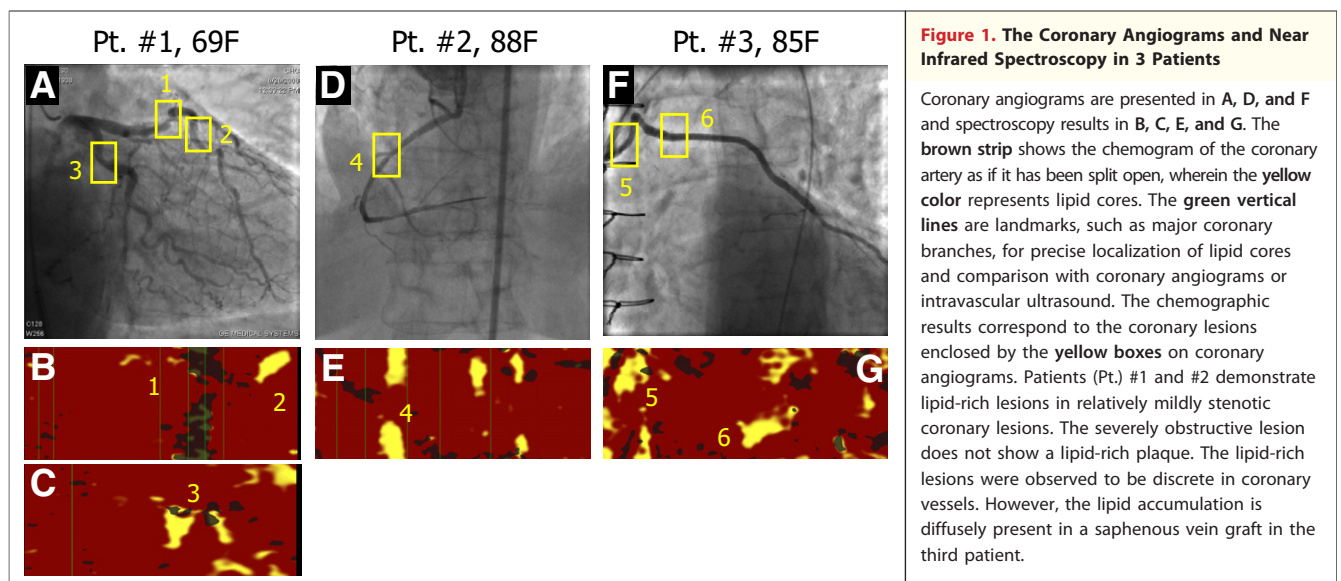 Pt. #1, 69F
Pt. #2, 88F
Pt. #3, 85F
A
1
2
3
C128
W256
GE MEDICAL SYSTEMS
D
4
F
5
6
B
1
2
E
4
G
5
6
C
3
Figure 1. The Coronary Angiograms and Near
Infrared Spectroscopy in 3 Patients
Coronary angiograms are presented in A, D, and F
and spectroscopy results in B, C, E, and G. The
brown strip shows the chemogram of the coronary
artery as if it has been split open, wherein the yellow
color represents lipid cores. The green vertical
lines are landmarks, such as major coronary
branches, for precise localization of lipid cores
and comparison with coronary angiograms or
intravascular ultrasound. The chemographic
results correspond to the coronary lesions
enclosed by the yellow boxes on coronary
angiograms. Patients (Pt.) #1 and #2 demonstrate
lipid-rich lesions in relatively mildly stenotic
coronary lesions. The severely obstructive lesion
does not show a lipid-rich plaque. The lipid-rich
lesions were observed to be discrete in coronary
vessels. However, the lipid accumulation is
diffusely present in a saphenous vein graft in the
third patient.